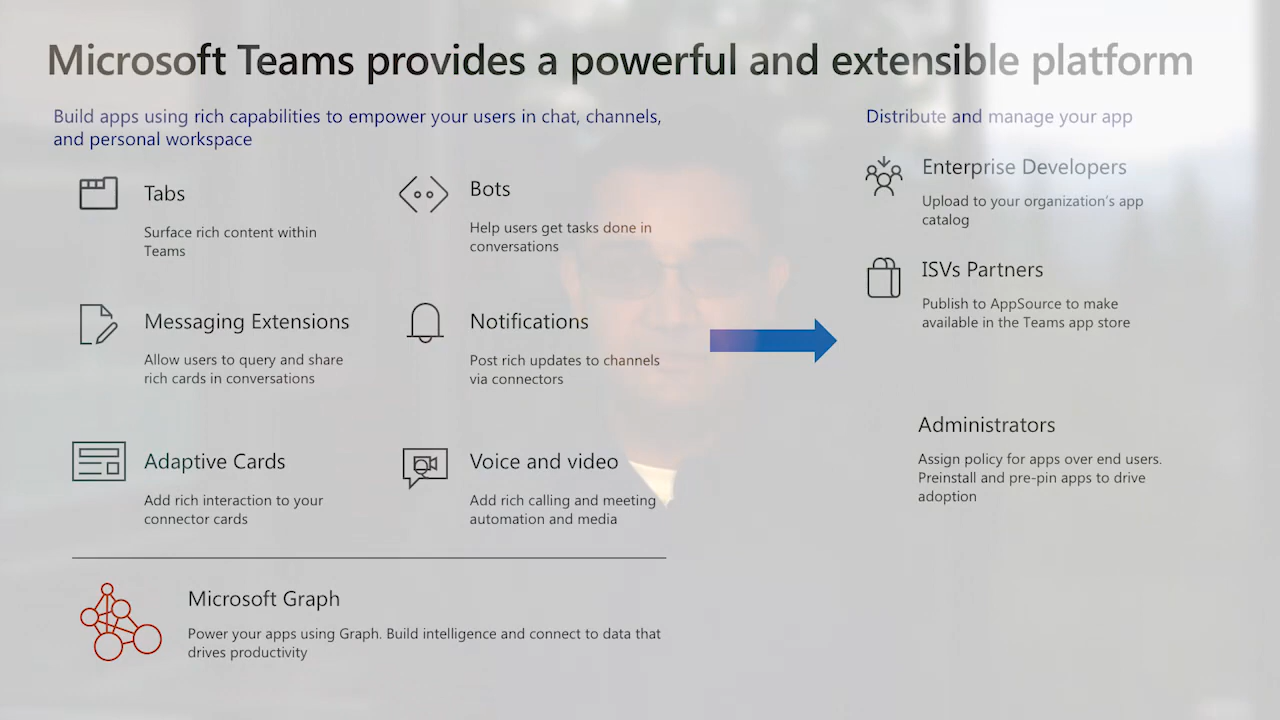 Microsoft Teams provides a powerful and extensible platform
Build apps using rich capabilities to empower your users in chat, channels,
and personal workspace
Tabs
Surface rich content within
Teams
Bots
Help users get tasks done in
conversations
Messaging Extensions
Allow users to query and share
rich cards in conversations
Notifications
Post rich updates to channels
via connectors
Adaptive Cards
Add rich interaction to your
connector cards
Voice and video
Add rich calling and meeting
automation and media
Microsoft Graph
Power your apps using Graph. Build intelligence and connect to data that
drives productivity
Distribute and manage your app
Enterprise Developers
Upload to your organization's app
catalog
ISVs Partners
Publish to AppSource to make
available in the Teams app store
Administrators
Assign policy for apps over end users.
Preinstall and pre-pin apps to drive
adoption